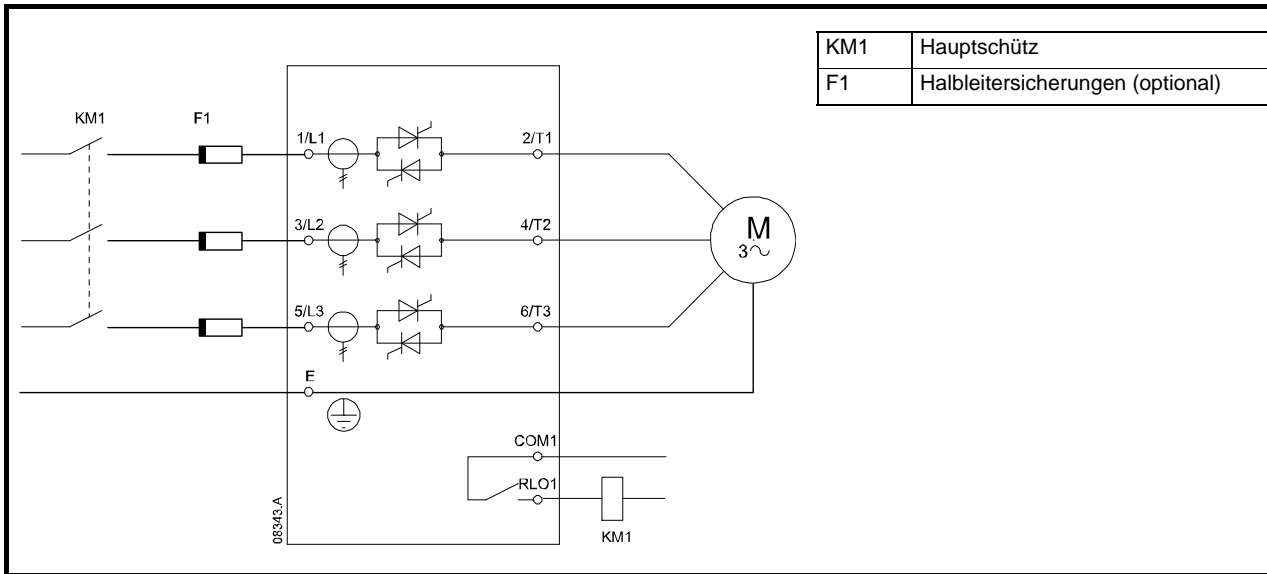 KM1 Hauptschütz
F1 Halbleitersicherungen (optional)
KM1 F1
1/L1 2/T1
3/L2 4/T2
M
3
5/L3 6/T3
E
COM1
RLO1
KM1
08343.A